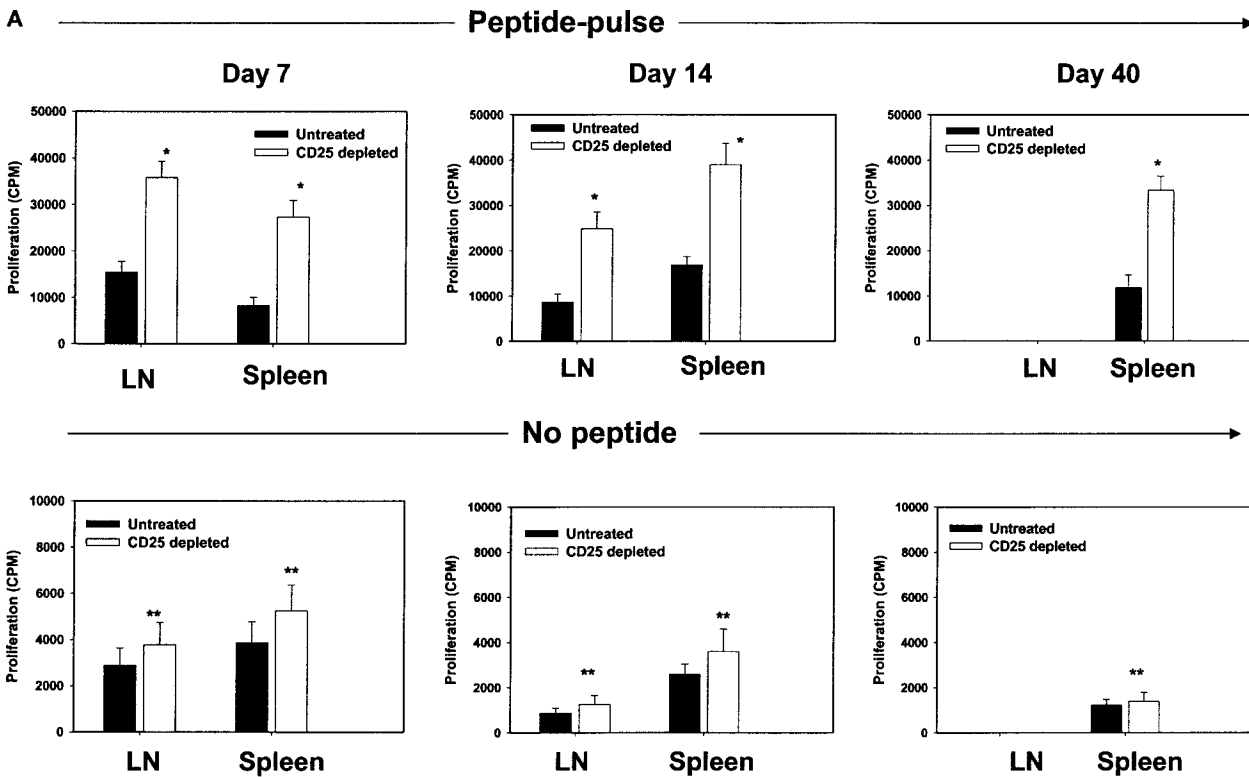 A
Peptide-pulse
Day 7
Day 14
Day 40
Proliferation (CPM)
50000
40000
30000
20000
10000
0
Untreated
CD25 depleted
*
*
LN
Spleen
Proliferation (CPM)
50000
40000
30000
20000
10000
0
Untreated
CD25 depleted
*
*
LN
Spleen
Proliferation (CPM)
50000
40000
30000
20000
10000
0
Untreated
CD25 depleted
*
LN
Spleen
No peptide
Proliferation (CPM)
10000
8000
6000
4000
2000
0
Untreated
CD25 depleted
**
**
LN
Spleen
Proliferation (CPM)
10000
8000
6000
4000
2000
0
Untreated
CD25 depleted
**
**
LN
Spleen
Proliferation (CPM)
10000
8000
6000
4000
2000
0
Untreated
CD25 depleted
**
LN
Spleen